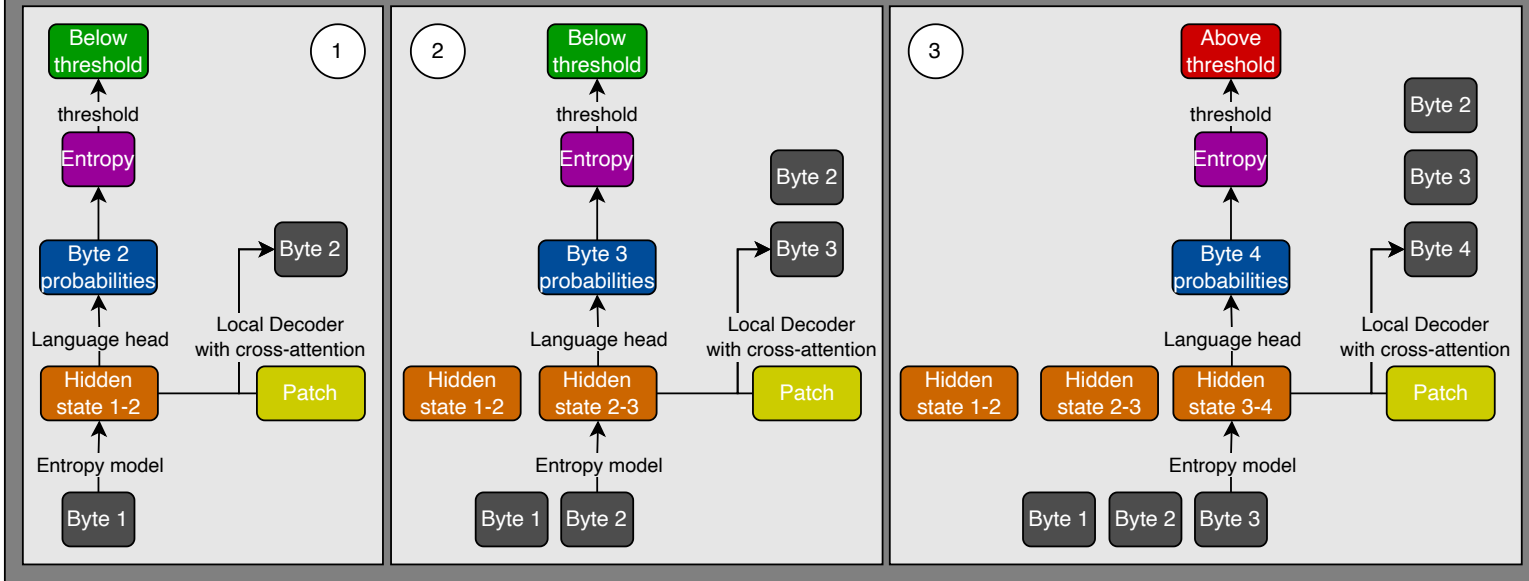 1
Below
threshold
threshold
Entropy
Byte 2
probabilities
Byte 2
Language head
Local Decoder
with cross-attention
Hidden
state 1-2
Patch
Entropy model
Byte 1
2
Below
threshold
threshold
Entropy
Byte 2
Byte 3
probabilities
Byte 3
Language head
Local Decoder
with cross-attention
Hidden
state 1-2
Hidden
state 2-3
Patch
Entropy model
Byte 1
Byte 2
3
Above
threshold
Byte 2
threshold
Entropy
Byte 3
Byte 4
probabilities
Byte 4
Language head
Local Decoder
with cross-attention
Hidden
state 1-2
Hidden
state 2-3
Hidden
state 3-4
Patch
Entropy model
Byte 1
Byte 2
Byte 3